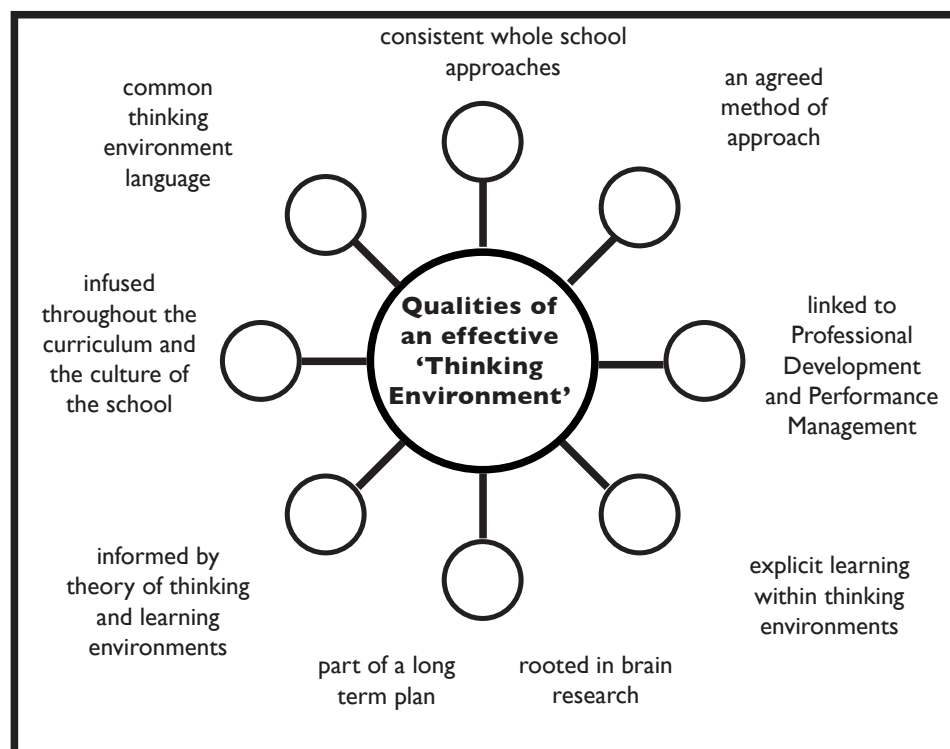 consistent whole school
approaches
common
thinking
environment
language
an agreed
method of
approach
infused
throughout the
curriculum and
the culture of
the school
Qualities of
an effective
‘Thinking
Environment’
linked to
Professional
Development
and Performance
Management
informed by
theory of thinking
and learning
environments
explicit learning
within thinking
environments
part of a long
term plan
rooted in brain
research